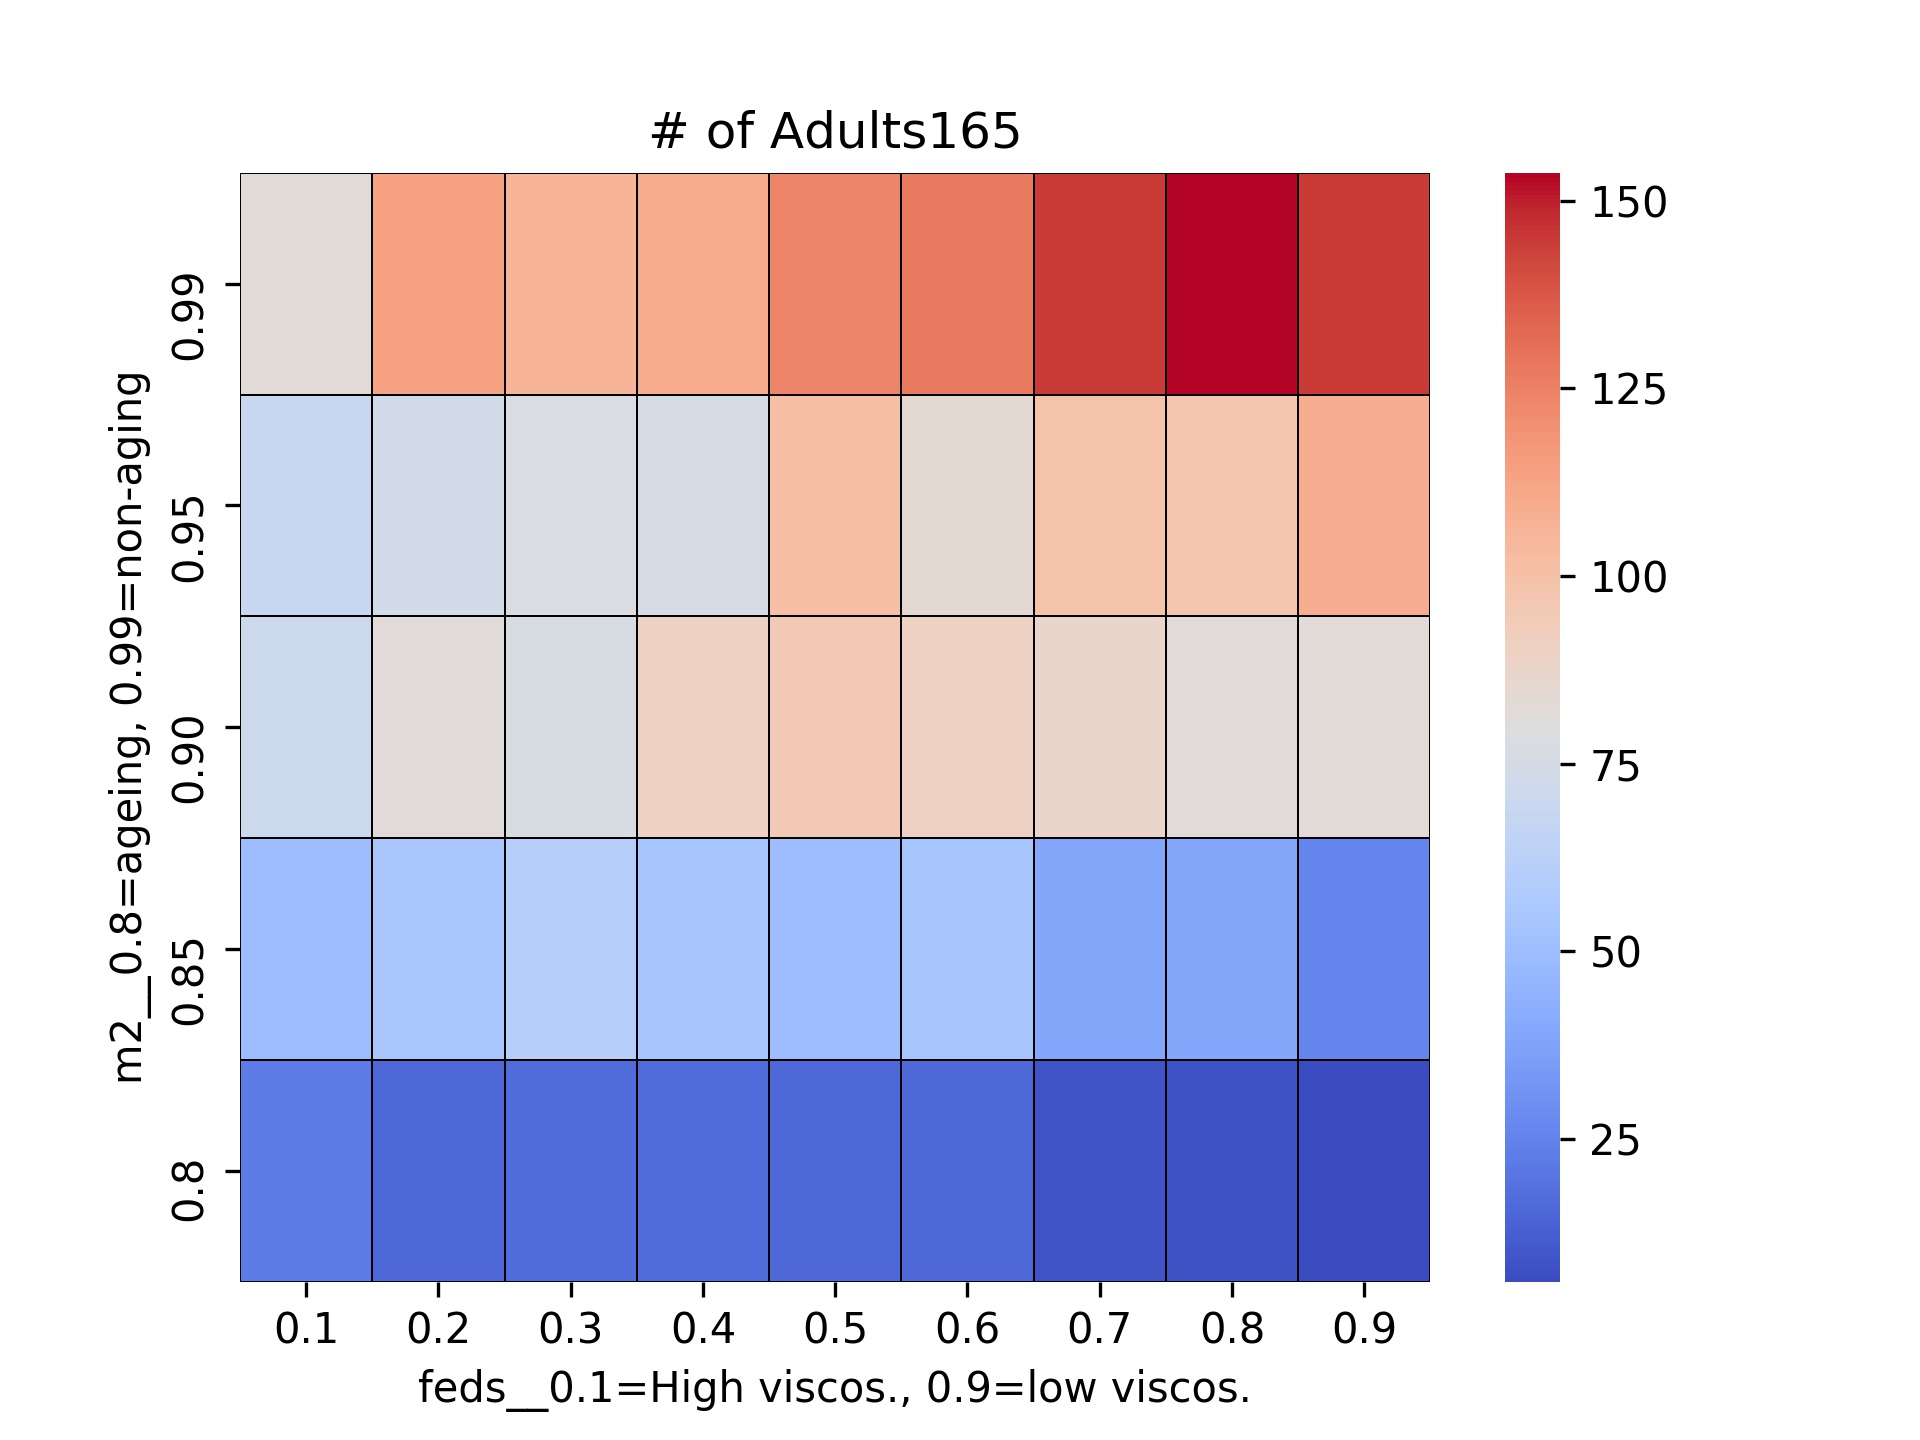 # of Adults165
m2__0.8=ageing, 0.99=non-aging
0.99
0.95
0.90
0.85
0.8
0.1 0.2 0.3 0.4 0.5 0.6 0.7 0.8 0.9
feds__0.1=High viscos., 0.9=low viscos.
150
125
100
75
50
25